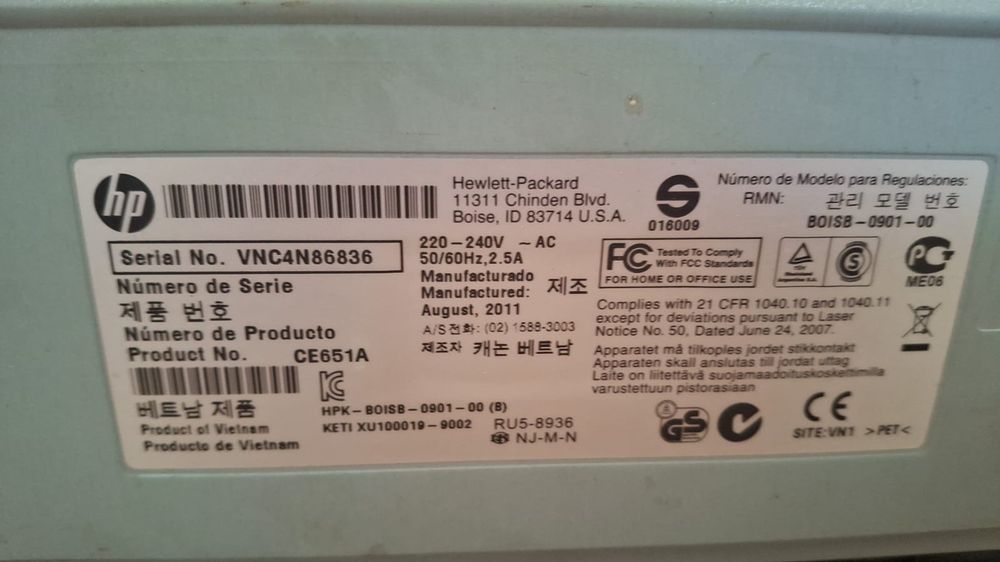 hp
Hewlett-Packard
11311 Chinden Blvd.
Boise, ID 83714 U.S.A.
S
016009
Número de Modelo para Regulaciones:
RMN: 관리 모델 번호
BOISB-0901-00
Serial No. VNC4N86836
Número de Serie
제품 번호
Número de Producto
Product No. CE651A
베트남 제품
Product of Vietnam
Producto de Vietnam
220-240V ~ AC
50/60Hz, 2.5A
Manufacturado
Manufactured: 제조
August, 2011
A/S 전화: (02) 1588-3003
제조자 캐논 베트남
HPK-BOISB-0901-00 (B)
KETI XU100019-9002
RU5-8936
NJ-M-N
FC Tested To Comply
With FCC Standards
FOR HOME OR OFFICE USE
TÜV
S
PCT
ME06
Complies with 21 CFR 1040.10 and 1040.11
except for deviations pursuant to Laser
Notice No. 50, Dated June 24, 2007.
Apparatet må tilkoples jordet stikkontakt
Apparaten skall anslutas till jordat uttag
Laite on liitettävä suojamaadoituskoskettimilla
varustettuun pistorasiaan
GS
CE
SITE:VN1 >PET<